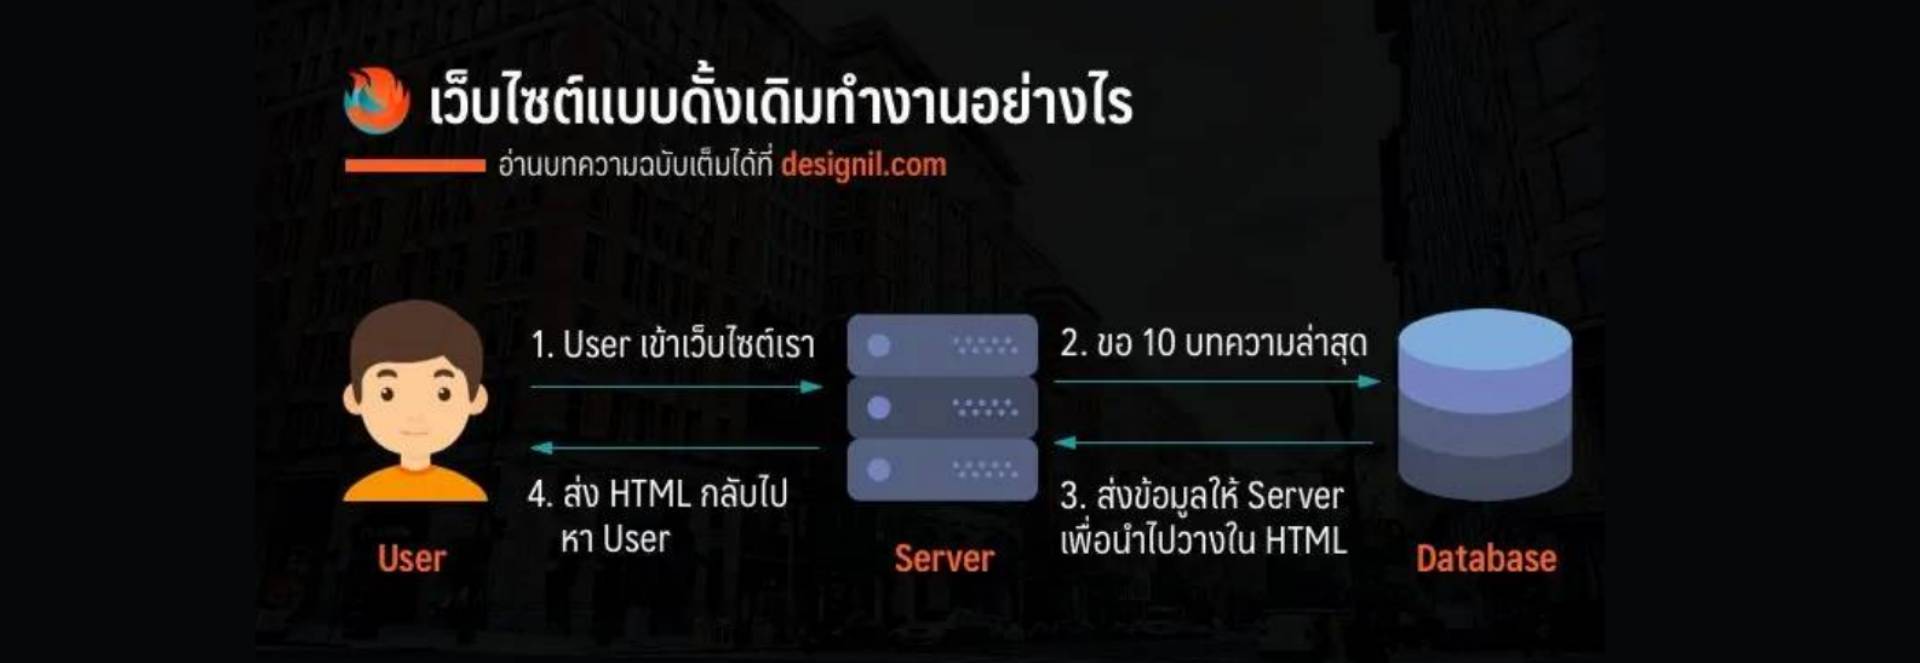 เว็บไซต์แบบดั้งเดิมทำงานอย่างไร
อ่านบทความฉบับเต็มได้ที่ designil.com
1. User เข้าเว็บไซต์เรา
2. ขอ 10 บทความล่าสุด
4. ส่ง HTML กลับไป
หา User
3. ส่งข้อมูลให้ Server
เพื่อนำไปวางใน HTML
User
Server
Database